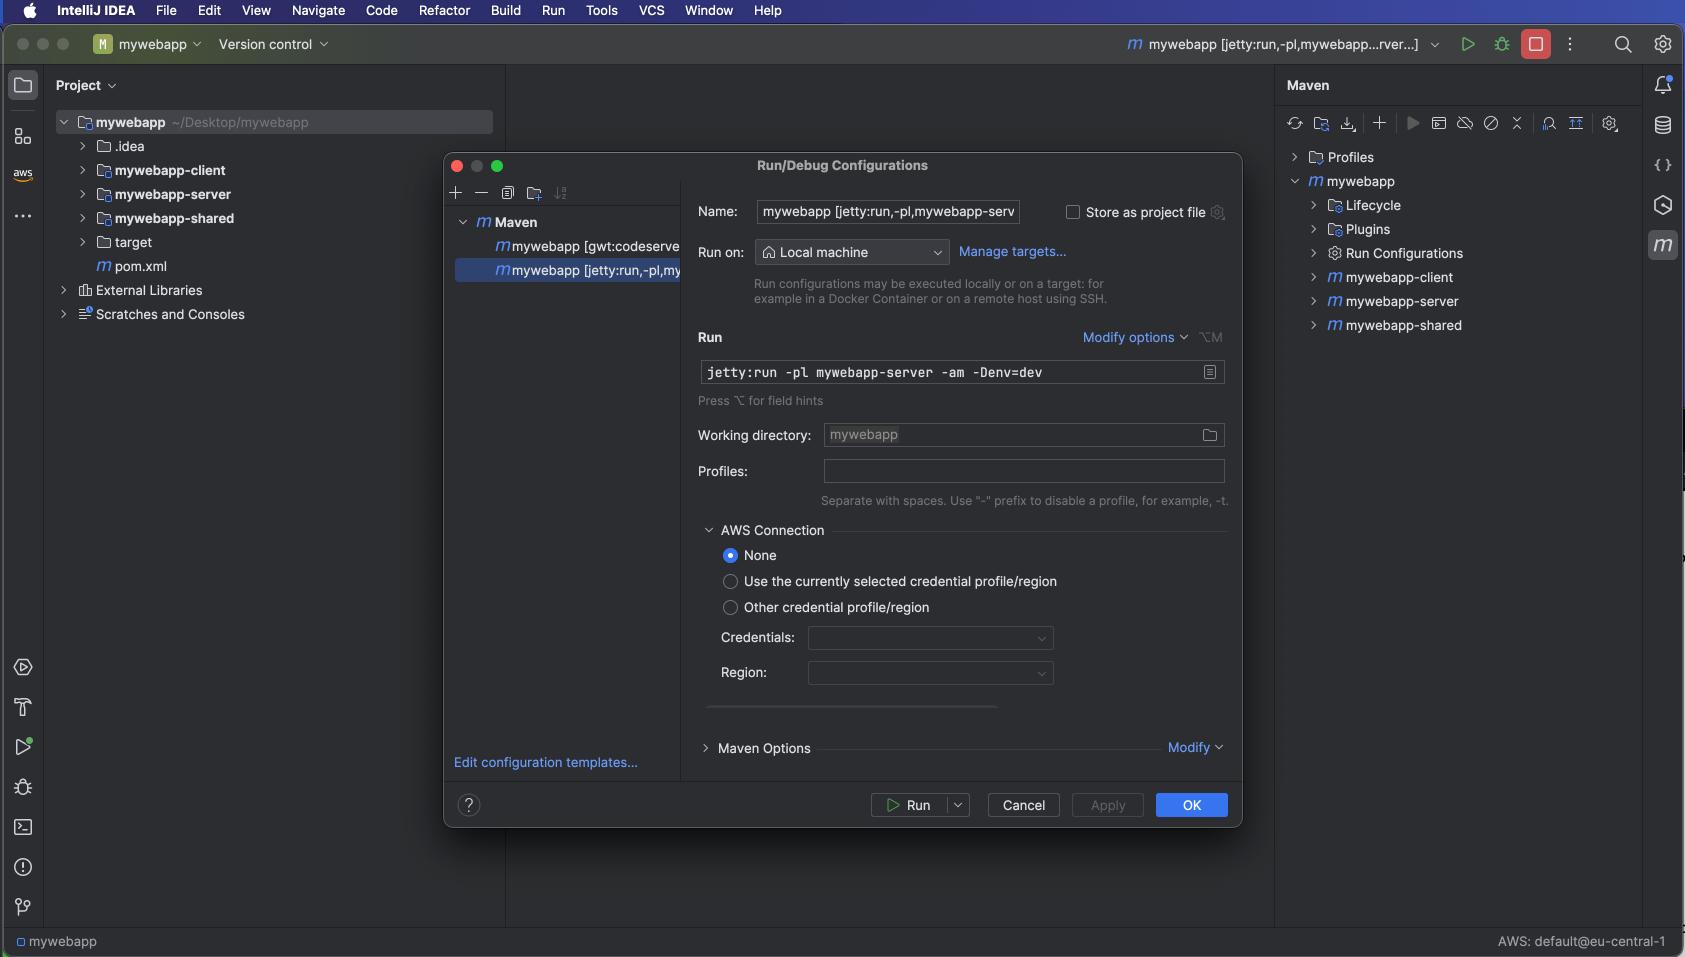 IntelliJ IDEA File Edit View Navigate Code Refactor Build Run Tools VCS Window Help
M mywebapp Version control mywebapp [jetty:run,-pl,mywebapp...rver...]
Project
mywebapp ~/Desktop/mywebapp
.idea
mywebapp-client
mywebapp-server
mywebapp-shared
target
m pom.xml
External Libraries
Scratches and Consoles
aws
Run/Debug Configurations
m Maven
m mywebapp [gwt:codeserve
m mywebapp [jetty:run,-pl,my
Edit configuration templates...
Name: mywebapp [jetty:run,-pl,mywebapp-serv Store as project file
Run on: Local machine Manage targets...
Run configurations may be executed locally or on a target: for
example in a Docker Container or on a remote host using SSH.
Run Modify options ⌥M
jetty:run -pl mywebapp-server -am -Denv=dev
Press ⌥ for field hints
Working directory: mywebapp
Profiles:
Separate with spaces. Use "-" prefix to disable a profile, for example, -t.
AWS Connection
None
Use the currently selected credential profile/region
Other credential profile/region
Credentials:
Region:
Maven Options Modify
? Run Cancel Apply OK
Maven
Profiles
m mywebapp
Lifecycle
Plugins
Run Configurations
m mywebapp-client
m mywebapp-server
m mywebapp-shared
m
mywebapp AWS: default@eu-central-1